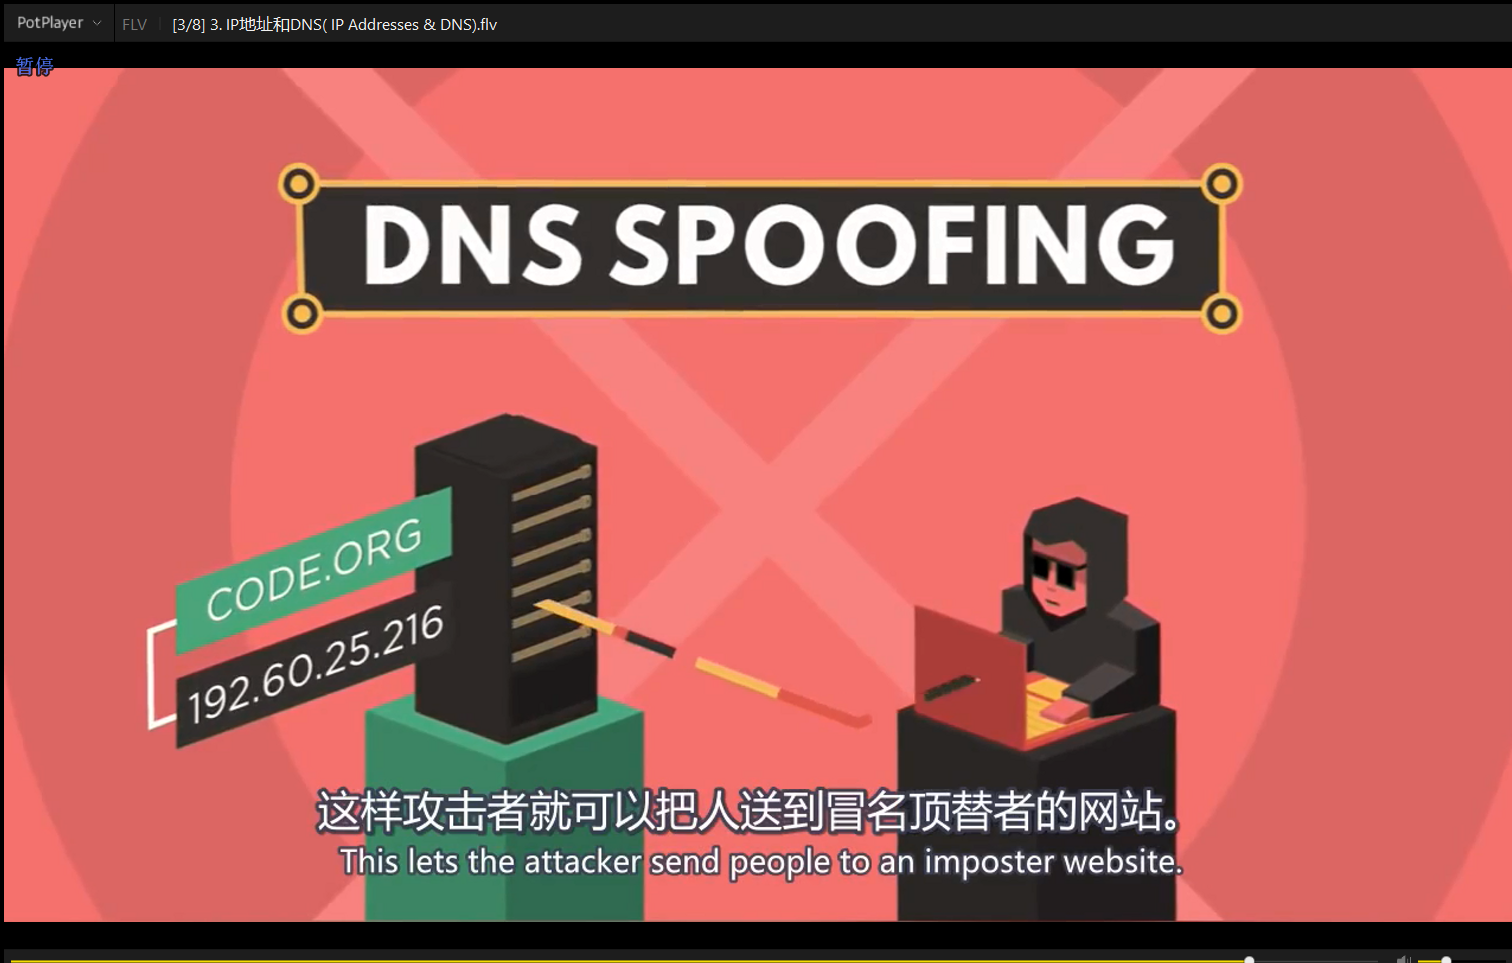 PotPlayer FLV [3/8] 3. IP地址和DNS( IP Addresses & DNS).flv
暂停
DNS SPOOFING
CODE.ORG
192.60.25.216
这样攻击者就可以把人送到冒名顶替者的网站。
This lets the attacker send people to an imposter website.